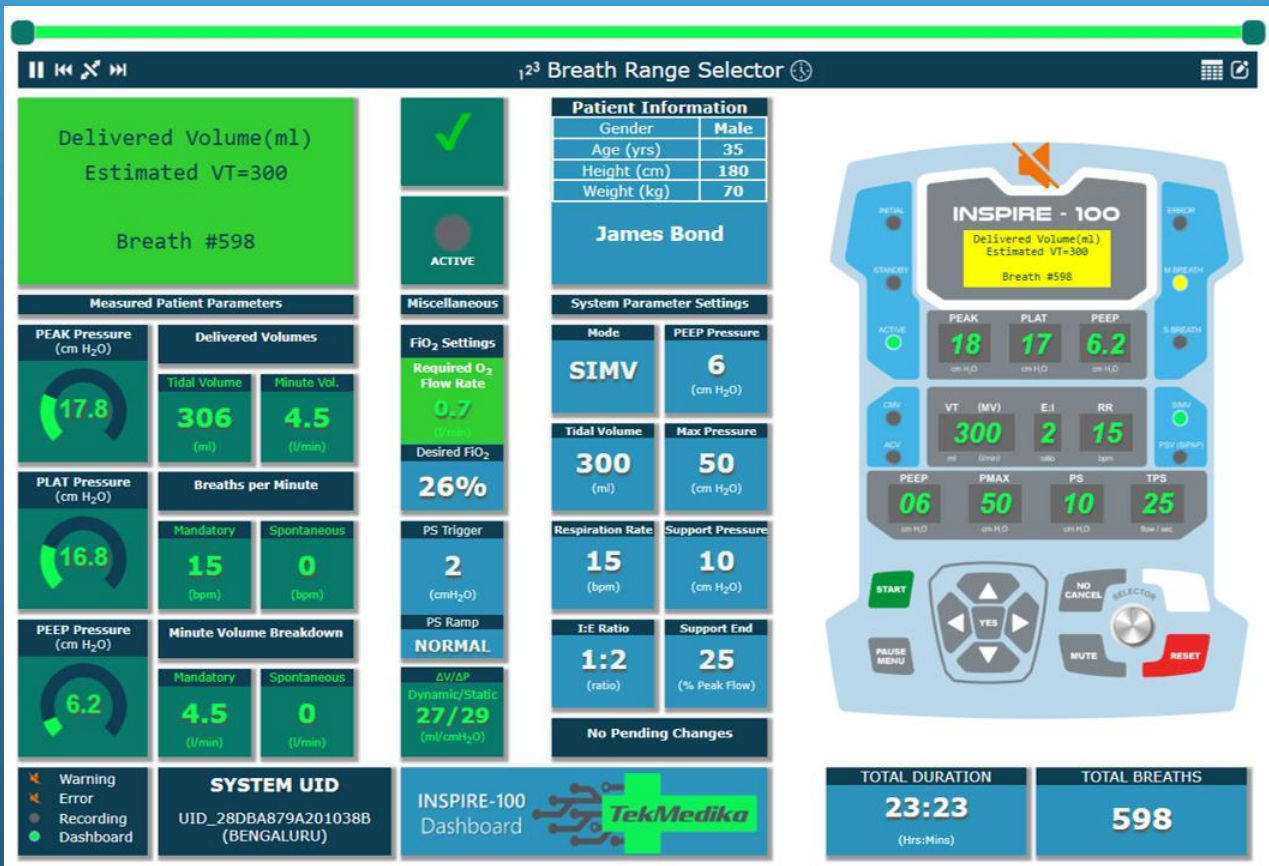 123 Breath Range Selector
Delivered Volume(ml)
Estimated VT=300
Breath #598
ACTIVE
Patient Information
Gender Male
Age (yrs) 35
Height (cm) 180
Weight (kg) 70
James Bond
Measured Patient Parameters
Miscellaneous
System Parameter Settings
PEAK Pressure
(cm H₂O)
17.8
Delivered Volumes
Tidal Volume
306
(ml)
Minute Vol.
4.5
(l/min)
PLAT Pressure
(cm H₂O)
16.8
Breaths per Minute
Mandatory
15
(bpm)
Spontaneous
0
(bpm)
PEEP Pressure
(cm H₂O)
6.2
Minute Volume Breakdown
Mandatory
4.5
(l/min)
Spontaneous
0
(l/min)
FiO₂ Settings
Required O₂
Flow Rate
0.7
(l/min)
Desired FiO₂
26%
PS Trigger
2
(cmH₂O)
PS Ramp
NORMAL
ΔV/ΔP
Dynamic/Static
27/29
(ml/cmH₂O)
Mode
SIMV
PEEP Pressure
6
(cm H₂O)
Tidal Volume
300
(ml)
Max Pressure
50
(cm H₂O)
Respiration Rate
15
(bpm)
Support Pressure
10
(cm H₂O)
I:E Ratio
1:2
(ratio)
Support End
25
(% Peak Flow)
No Pending Changes
INITIAL
STANDBY
ACTIVE
INSPIRE - 100
Delivered Volume(ml)
Estimated VT=300
Breath #598
ERROR
M BREATH
S BREATH
PEAK PLAT PEEP
18 17 6.2
cm H₂O cm H₂O cm H₂O
CMV
ACV
VT (MV) E:I RR
300 2 15
ml (l/min) ratio bpm
SIMV
PSV (BiPAP)
PEEP PMAX PS TPS
06 50 10 25
cm H₂O cm H₂O cm H₂O flow / sec.
START
PAUSE
MENU
YES
NO
CANCEL
SELECTOR
MUTE
RESET
Warning
Error
Recording
Dashboard
SYSTEM UID
UID_28DBA879A201038B
(BENGALURU)
INSPIRE-100
Dashboard
TekMedika
TOTAL DURATION
23:23
(Hrs:Mins)
TOTAL BREATHS
598